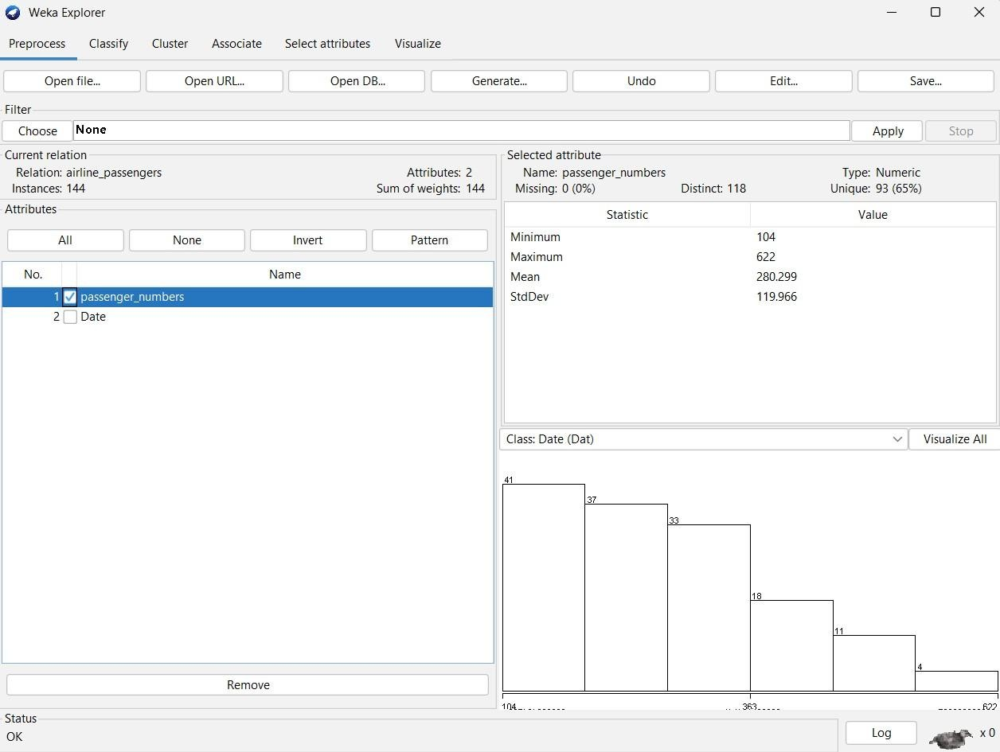 Weka Explorer
Preprocess Classify Cluster Associate Select attributes Visualize
Open file... Open URL... Open DB... Generate... Undo Edit... Save...
Filter
Choose None Apply Stop
Current relation
Relation: airline_passengers Attributes: 2
Instances: 144 Sum of weights: 144
Attributes
All None Invert Pattern
No. Name
1 passenger_numbers
2 Date
Remove
Selected attribute
Name: passenger_numbers Type: Numeric
Missing: 0 (0%) Distinct: 118 Unique: 93 (65%)
Statistic Value
Minimum 104
Maximum 622
Mean 280.299
StdDev 119.966
Class: Date (Dat) Visualize All
41
37
33
18
11
4
104 363 622
Status
OK
Log x 0